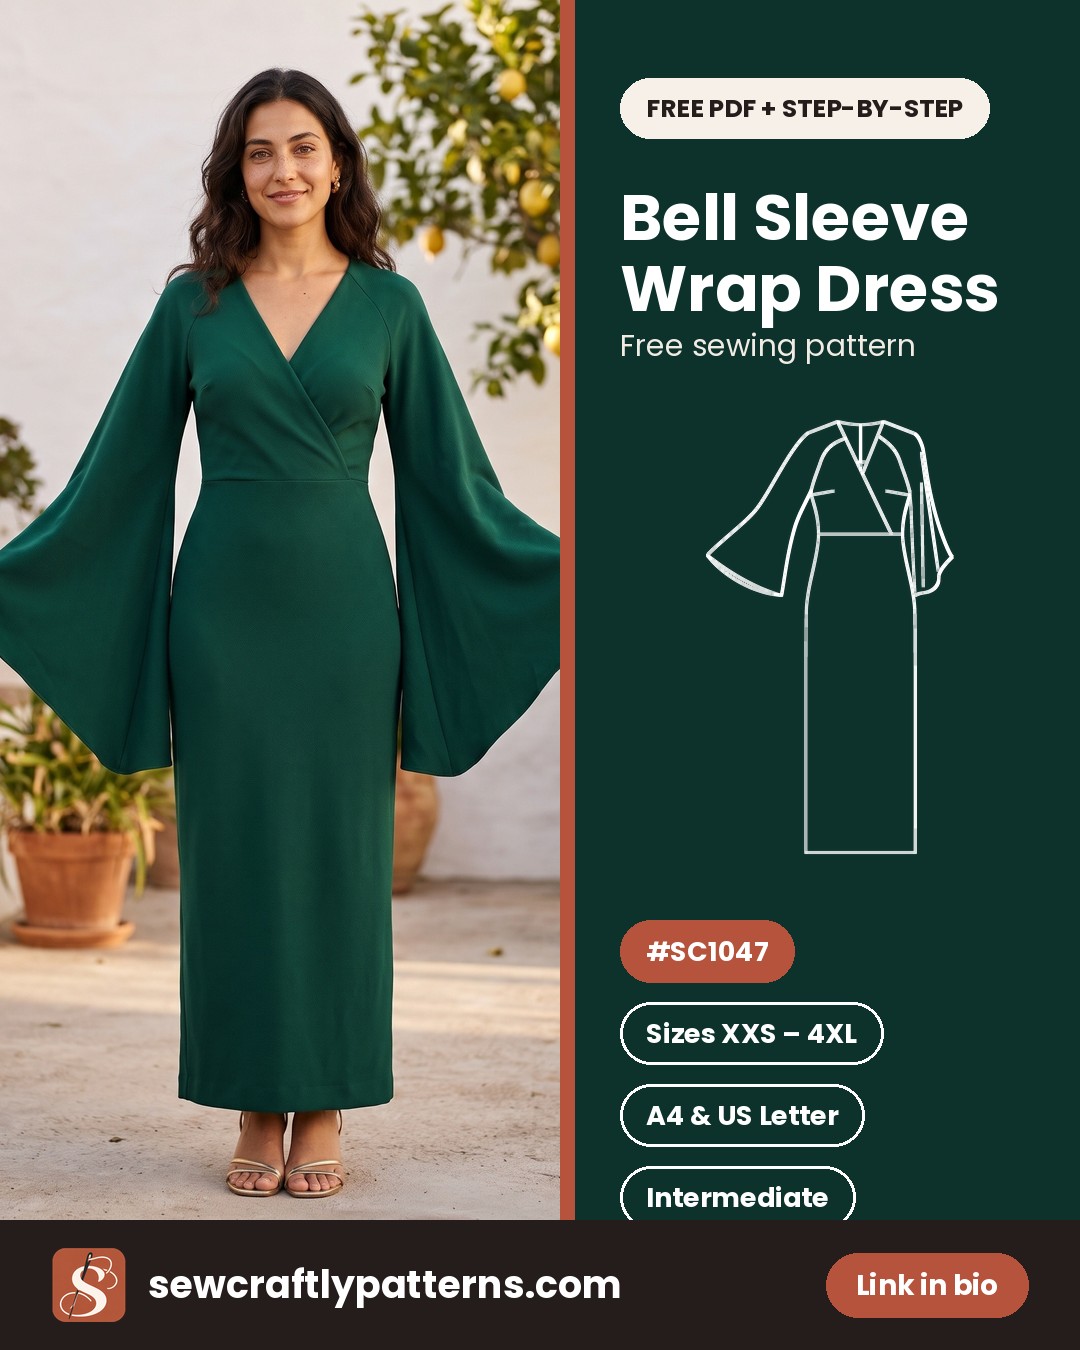 FREE PDF + STEP-BY-STEP
Bell Sleeve
Wrap Dress
Free sewing pattern
#SC1047
Sizes XXS – 4XL
A4 & US Letter
Intermediate
S
sewcraftlypatterns.com
Link in bio